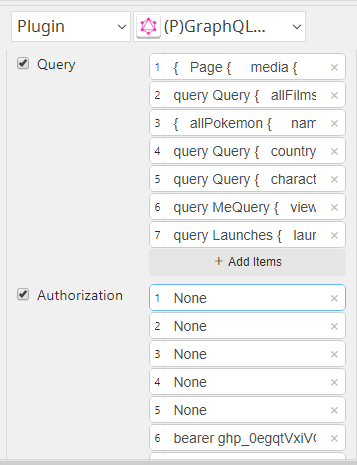 Plugin (P)GraphQL...
Query
1 { Page { media { ×
2 query Query { allFilms ×
3 { allPokemon { nam ×
4 query Query { country ×
5 query Query { charact ×
6 query MeQuery { view ×
7 query Launches { laur ×
+ Add Items
Authorization
1 None ×
2 None ×
3 None ×
4 None ×
5 None ×
6 bearer ghp_0egqtVxiV ×